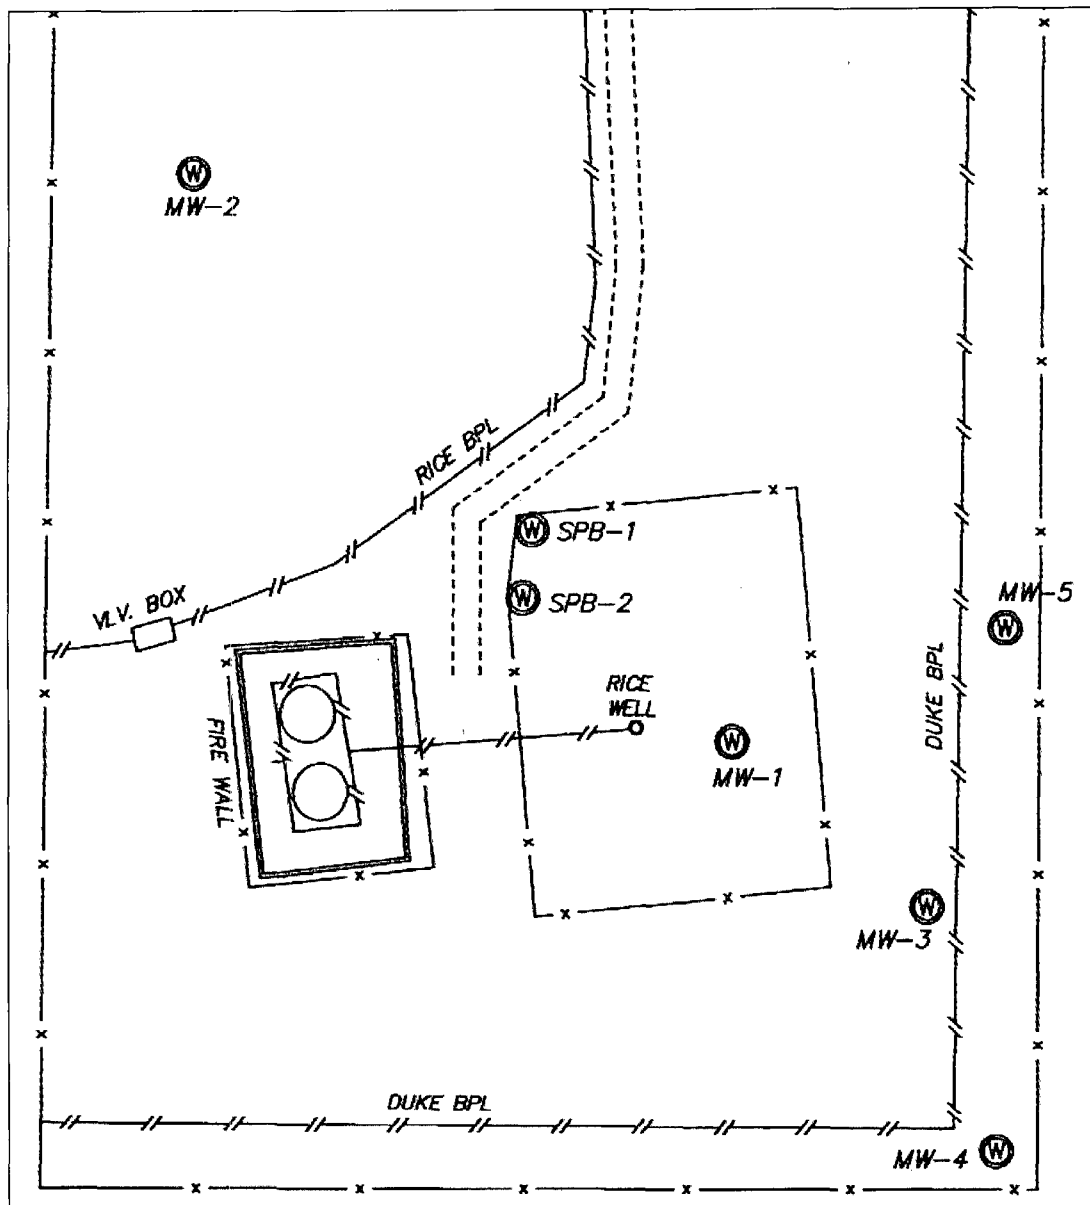 W
MW-2
RICE BPL
W SPB-1
VLV. BOX
W SPB-2
MW-5
W
RICE
WELL
DUKE BPL
FIRE WALL
W
MW-1
W
MW-3
DUKE BPL
MW-4 W